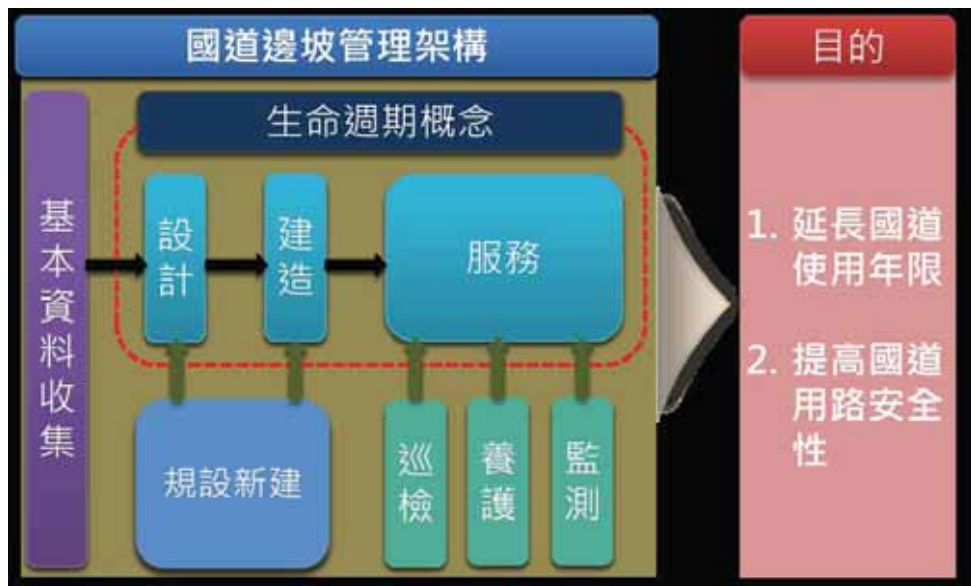 國道邊坡管理架構
目的
生命週期概念
基本資料收集
設計
建造
服務
規設新建
巡檢
養護
監測
1. 延長國道
使用年限
2. 提高國道
用路安全
性